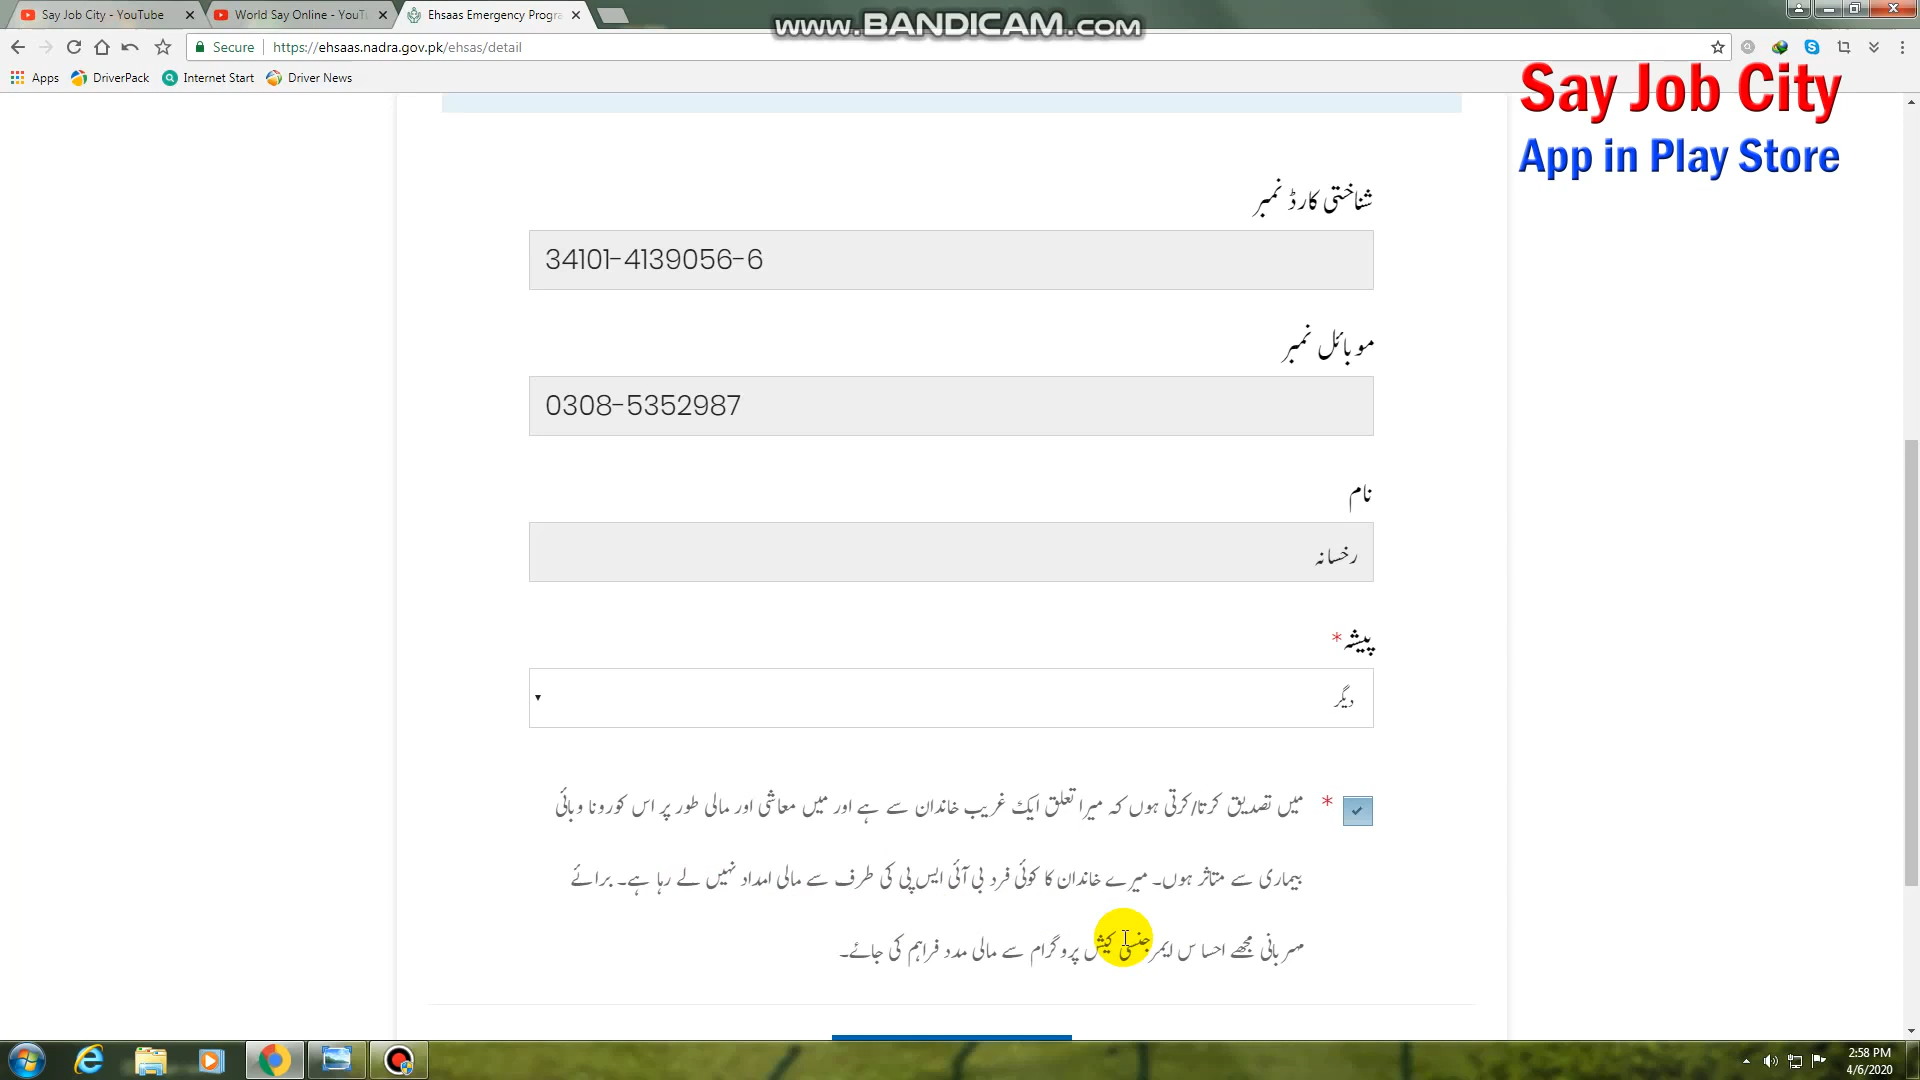 Say Job City - YouTube
World Say Online - YouTu
Ehsaas Emergency Progra
www.BANDICAM.com
Secure
https://ehsaas.nadra.gov.pk/ehsas/detail
Apps
DriverPack
Internet Start
Driver News
Say Job City
App in Play Store
شناختی کارڈ نمبر
34101-4139056-6
موبائل نمبر
0308-5352987
نام
رخسانہ
پیشہ*
دیگر
* میں تصدیق کرتا/کرتی ہوں کہ میرا تعلق ایک غریب خاندان سے ہے اور میں معاشی اور مالی طور پر اس کورونا وبائی
بیماری سے متاثر ہوں۔ میرے خاندان کا کوئی فرد بی آئی ایس پی کی طرف سے مالی امداد نہیں لے رہا ہے۔ برائے
مہربانی مجھے احساس ایمرجنسی کیش پروگرام سے مالی مدد فراہم کی جائے۔
2:58 PM
4/6/2020